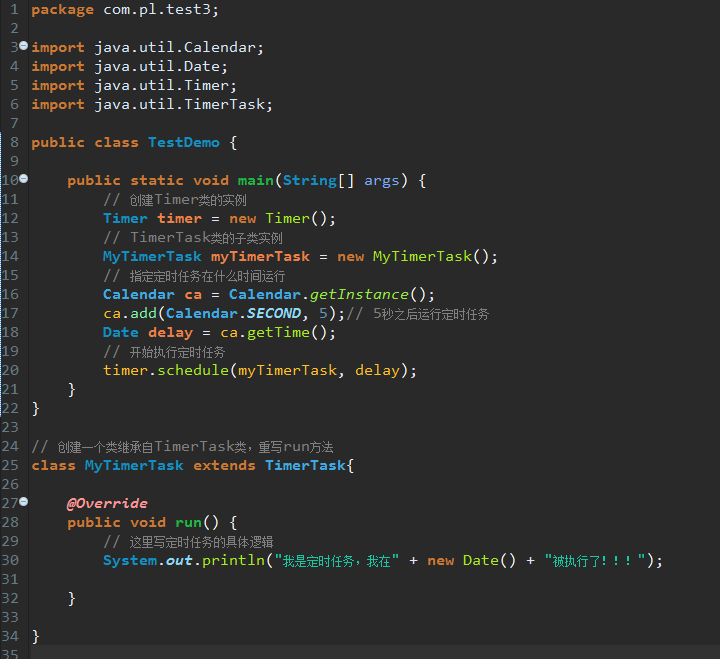 1 package com.pl.test3;
2
3 import java.util.Calendar;
4 import java.util.Date;
5 import java.util.Timer;
6 import java.util.TimerTask;
7
8 public class TestDemo {
9
10     public static void main(String[] args) {
11         // 创建Timer类的实例
12         Timer timer = new Timer();
13         // TimerTask类的子类实例
14         MyTimerTask myTimerTask = new MyTimerTask();
15         // 指定定时任务在什么时间运行
16         Calendar ca = Calendar.getInstance();
17         ca.add(Calendar.SECOND, 5);// 5秒之后运行定时任务
18         Date delay = ca.getTime();
19         // 开始执行定时任务
20         timer.schedule(myTimerTask, delay);
21     }
22 }
23
24 // 创建一个类继承自TimerTask类，重写run方法
25 class MyTimerTask extends TimerTask{
26
27     @Override
28     public void run() {
29         // 这里写定时任务的具体逻辑
30         System.out.println("我是定时任务，我在" + new Date() + "被执行了！！！");
31
32     }
33
34 }
35